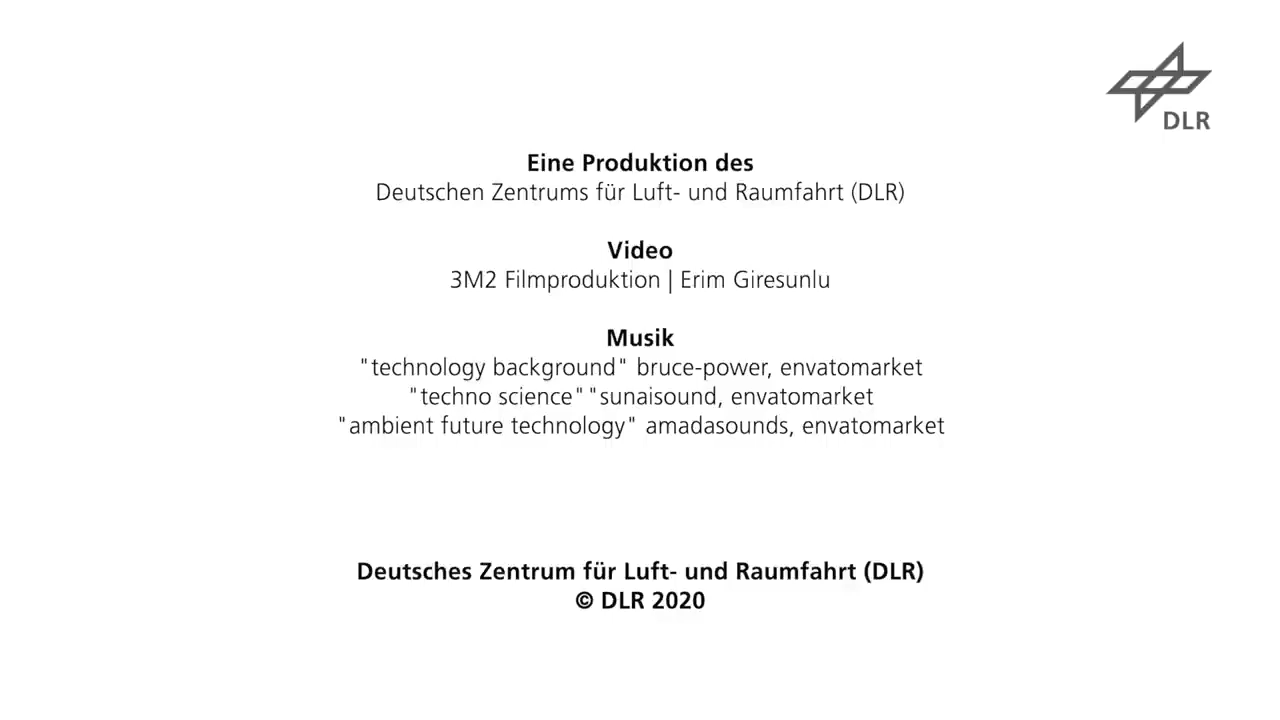 DLR
Eine Produktion des
Deutschen Zentrums für Luft- und Raumfahrt (DLR)
Video
3M2 Filmproduktion | Erim Giresunlu
Musik
"technology background" bruce-power, envatomarket
"techno science" "sunaisound, envatomarket
"ambient future technology" amadasounds, envatomarket
Deutsches Zentrum für Luft- und Raumfahrt (DLR)
© DLR 2020